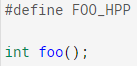 #define FOO_HPP
int foo();